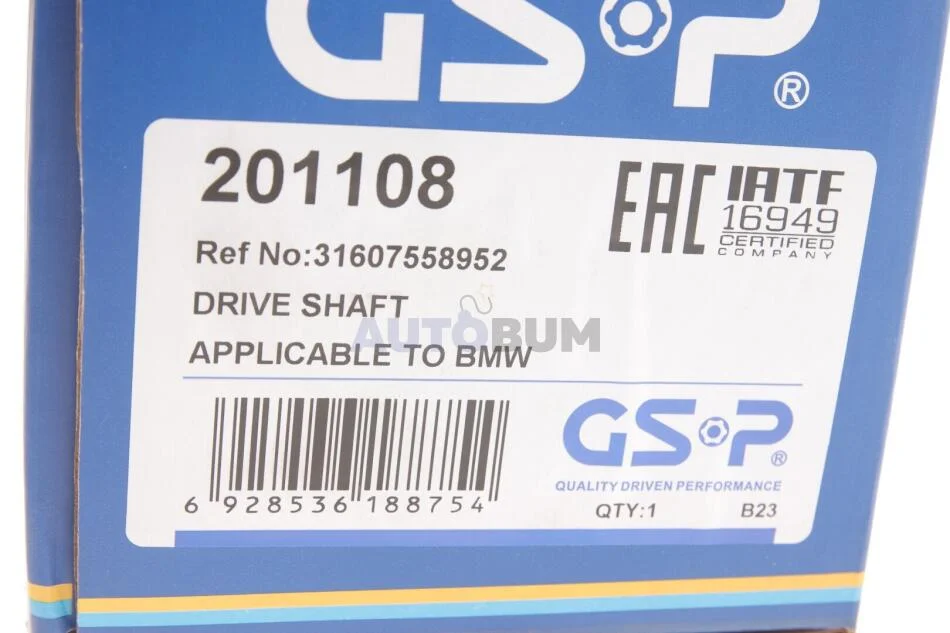 GSP®
201108
EAC
IATF
16949
CERTIFIED
COMPANY
Ref No:31607558952
DRIVE SHAFT
AUTOBUM
APPLICABLE TO BMW
GSP®
QUALITY DRIVEN PERFORMANCE
6 928536 188754
QTY:1 B23